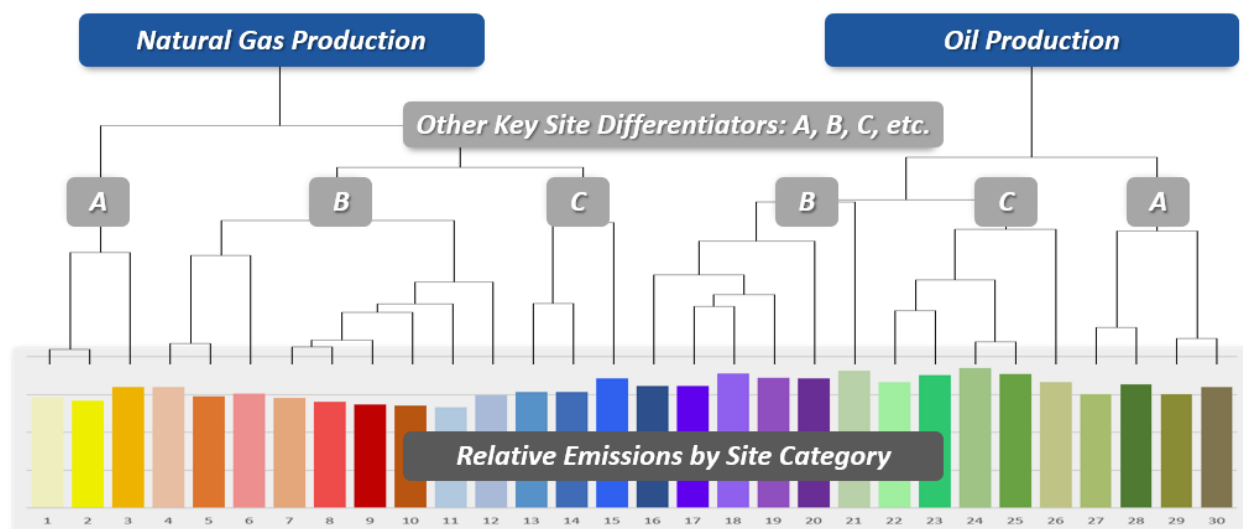 Natural Gas Production
Oil Production
Other Key Site Differentiators: A, B, C, etc.
A
B
C
B
C
A
Relative Emissions by Site Category
1 2 3 4 5 6 7 8 9 10 11 12 13 14 15 16 17 18 19 20 21 22 23 24 25 26 27 28 29 30